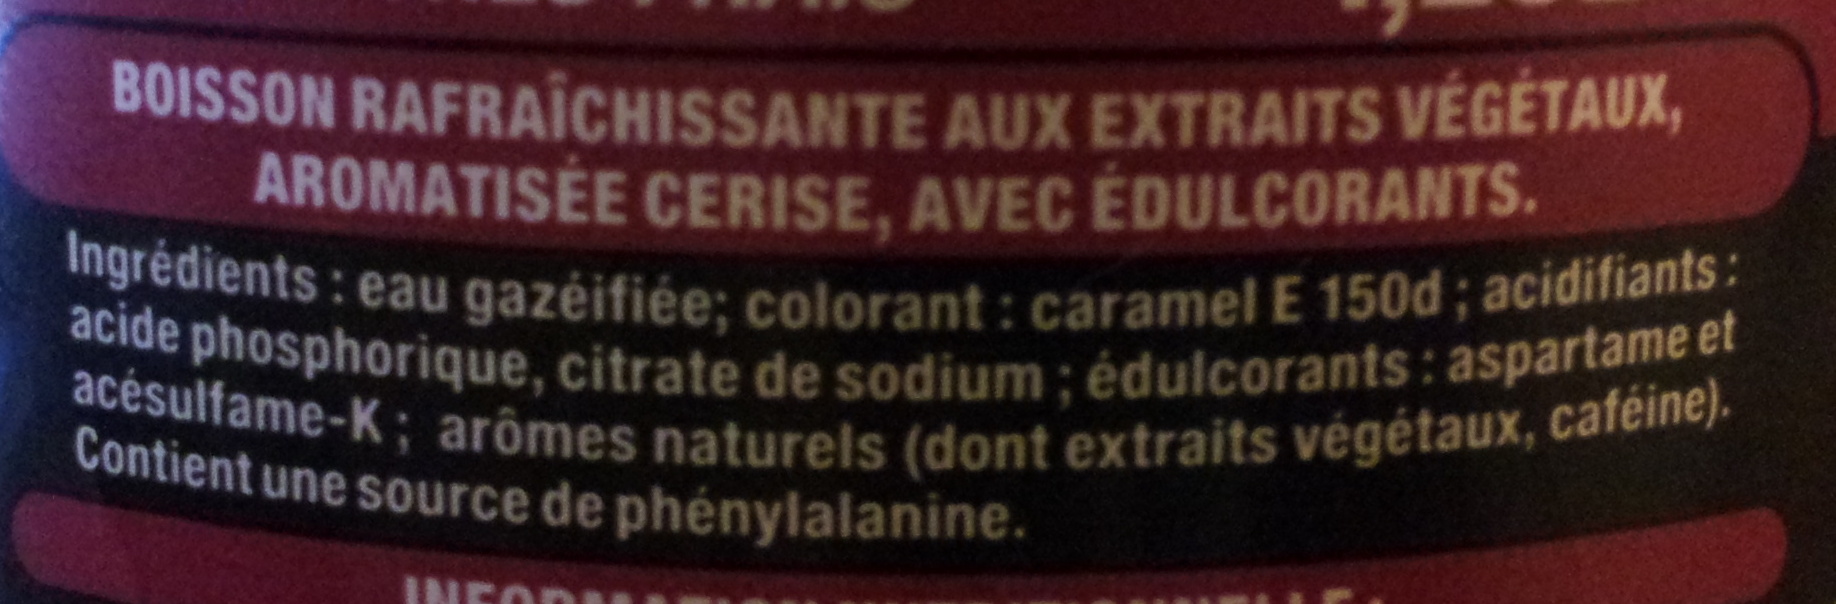 BOISSON RAFRAÎCHISSANTE AUX EXTRAITS VÉGÉTAUX,
AROMATISÉE CERISE, AVEC ÉDULCORANTS.
Ingrédients : eau gazéifiée; colorant : caramel E 150d ; acidifiants :
acide phosphorique, citrate de sodium ; édulcorants : aspartame et
acésulfame-K ; arômes naturels (dont extraits végétaux, caféine).
Contient une source de phénylalanine.